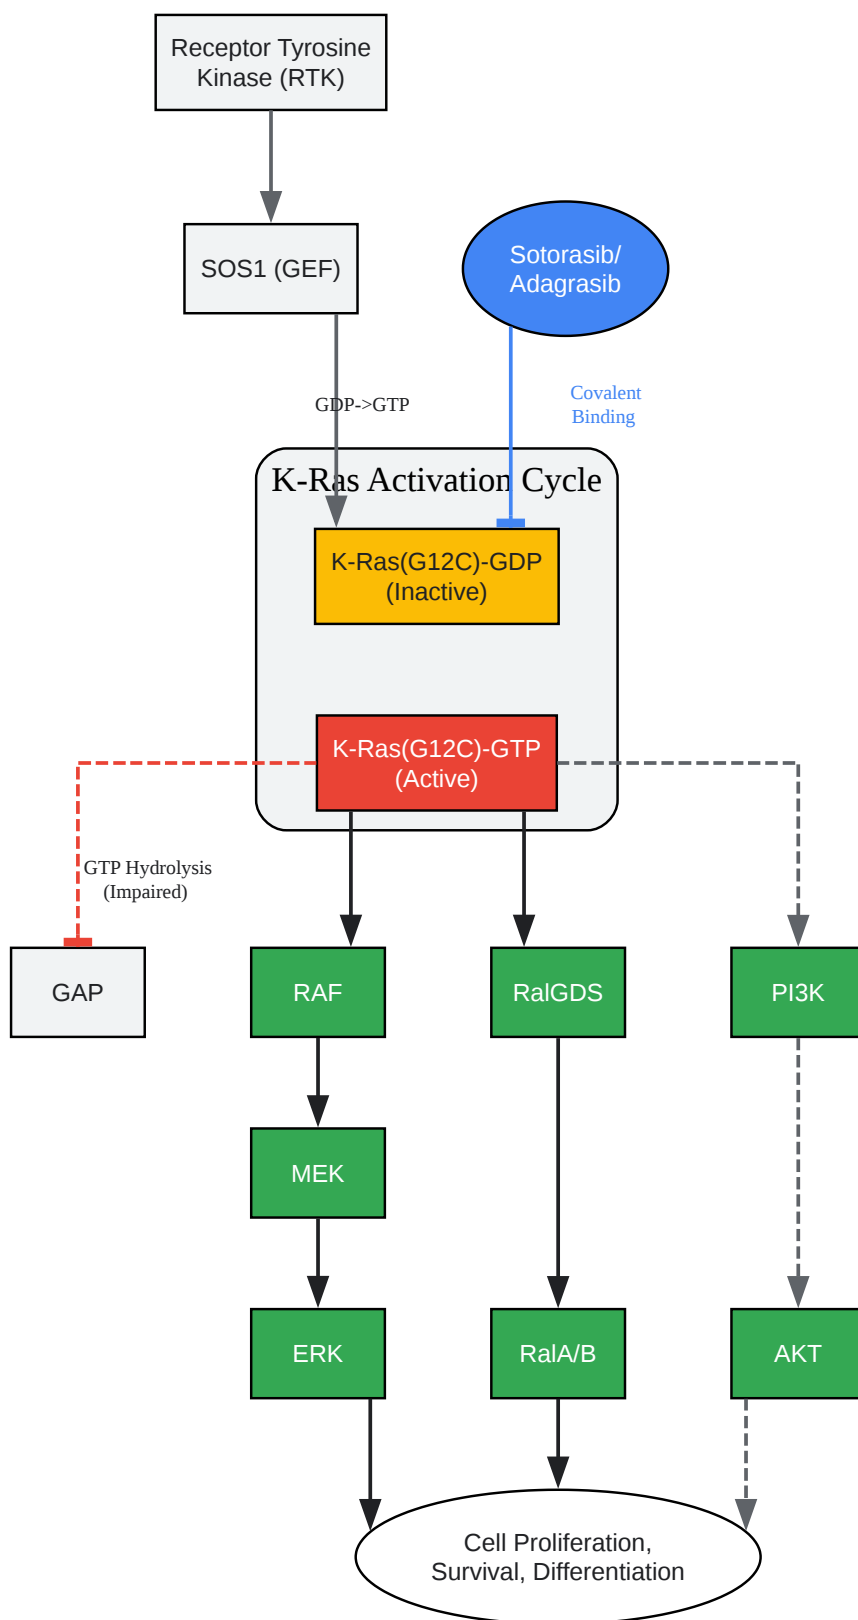 Receptor Tyrosine
Kinase (RTK)
SOS1 (GEF)
Sotorasib/
Adagrasib
GDP->GTP
Covalent
Binding
K-Ras Activation Cycle
K-Ras(G12C)-GDP
(Inactive)
K-Ras(G12C)-GTP
(Active)
GTP Hydrolysis
(Impaired)
GAP
RAF
RalGDS
PI3K
MEK
ERK
RalA/B
AKT
Cell Proliferation,
Survival, Differentiation